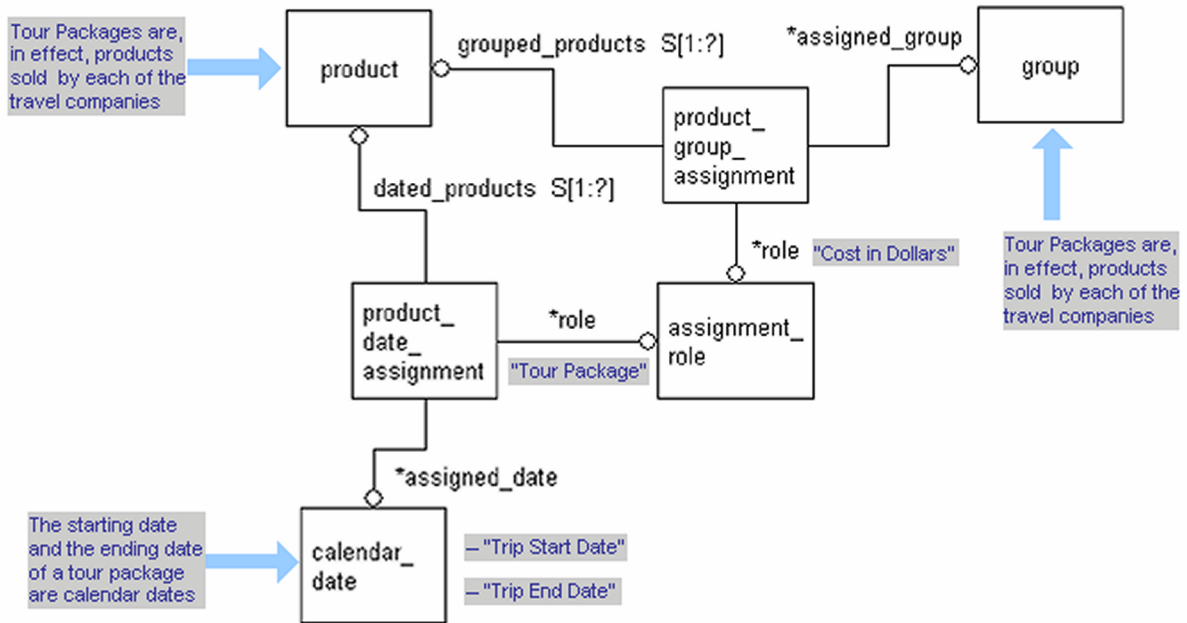 Tour Packages are,
in effect, products
sold by each of the
travel companies
product
grouped_products S[1:?]
*assigned_group
group
product_
group_
assignment
dated_products S[1:?]
*role "Cost in Dollars"
Tour Packages are,
in effect, products
sold by each of the
travel companies
product_
date_
assignment
*role
"Tour Package"
assignment_
role
*assigned_date
The starting date
and the ending date
of a tour package
are calendar dates
calendar_
date
– "Trip Start Date"
– "Trip End Date"